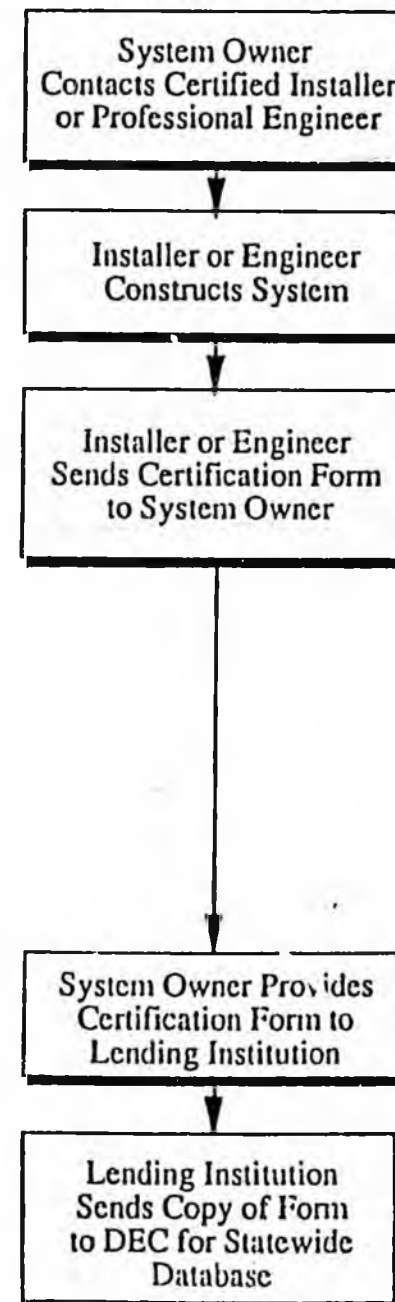 System Owner
Contacts Certified Installer
or Professional Engineer
Installer or Engineer
Constructs System
Installer or Engineer
Sends Certification Form
to System Owner
System Owner Provides
Certification Form to
Lending Institution
Lending Institution
Sends Copy of Form
to DEC for Statewide
Database